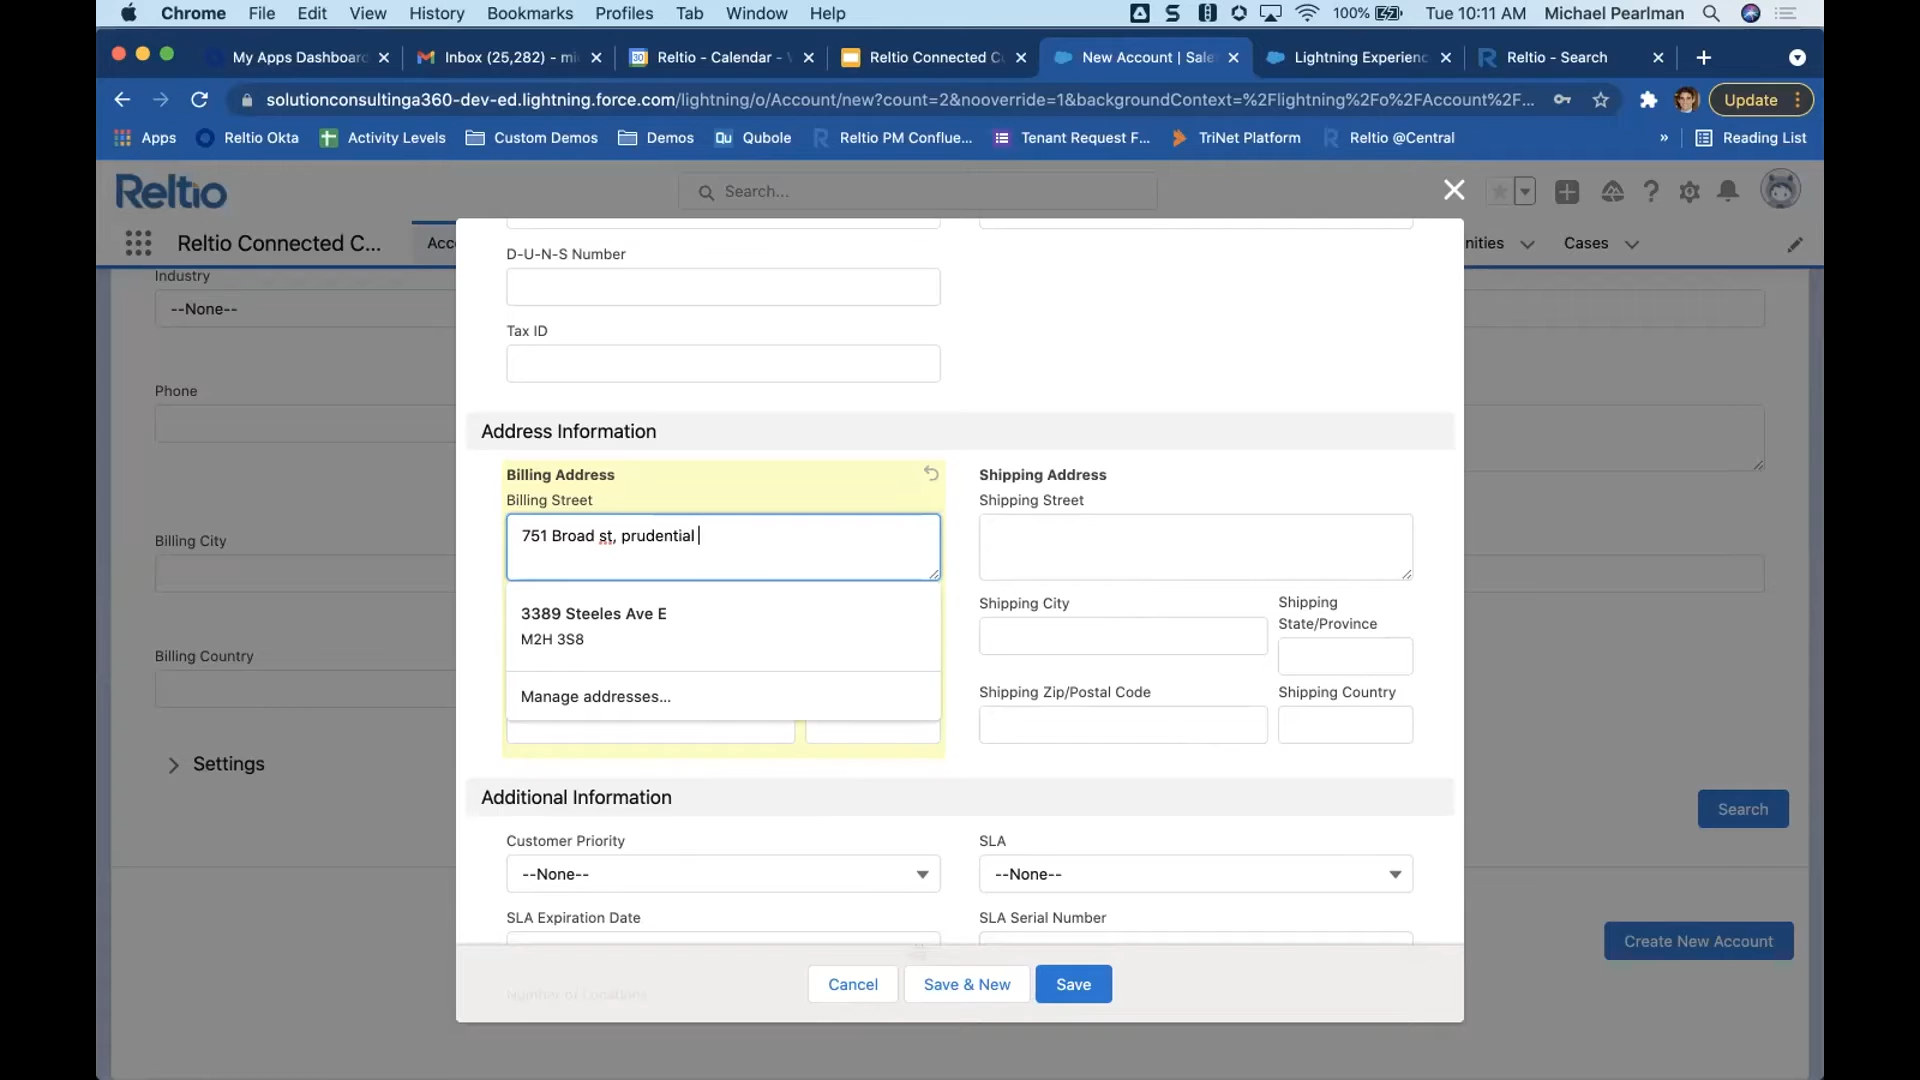 Chrome File Edit View History Bookmarks Profiles Tab Window Help 100% Tue 10:11 AM Michael Pearlman
My Apps Dashboard Inbox (25,282) - mi Reltio - Calendar - Reltio Connected C New Account | Sale Lightning Experienc Reltio - Search
solutionconsultinga360-dev-ed.lightning.force.com/lightning/o/Account/new?count=2&nooverride=1&backgroundContext=%2Flightning%2Fo%2FAccount%2F... Update
Apps Reltio Okta Activity Levels Custom Demos Demos Qu Qubole Reltio PM Conflue... Tenant Request F... TriNet Platform Reltio @Central » Reading List
Reltio Search...
Reltio Connected C... Acc nities Cases
Industry
--None--
Phone
Billing City
Billing Country
Settings
Search
Create New Account
D-U-N-S Number
Tax ID
Address Information
Billing Address
Billing Street
751 Broad st, prudential
3389 Steeles Ave E
M2H 3S8
Manage addresses...
Shipping Address
Shipping Street
Shipping City
Shipping
State/Province
Shipping Zip/Postal Code
Shipping Country
Additional Information
Customer Priority
--None--
SLA
--None--
SLA Expiration Date
SLA Serial Number
Number of Locations
Cancel Save & New Save